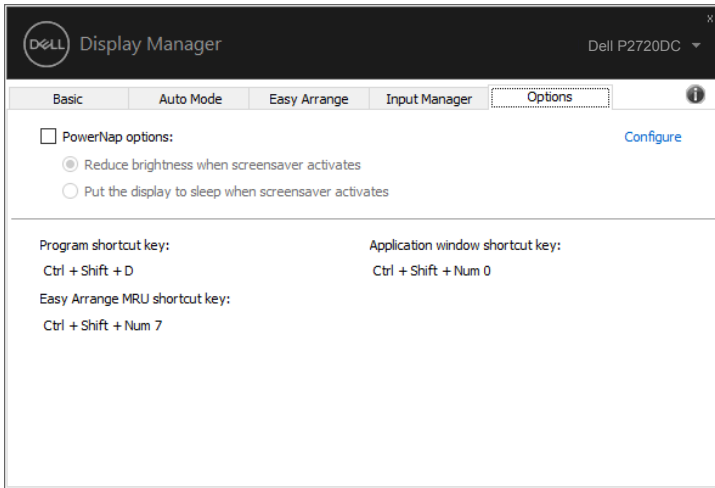 x
DELL Display Manager
Dell P2720DC
Basic Auto Mode Easy Arrange Input Manager Options i
PowerNap options: Configure
Reduce brightness when screensaver activates
Put the display to sleep when screensaver activates
Program shortcut key: Application window shortcut key:
Ctrl + Shift + D Ctrl + Shift + Num 0
Easy Arrange MRU shortcut key:
Ctrl + Shift + Num 7